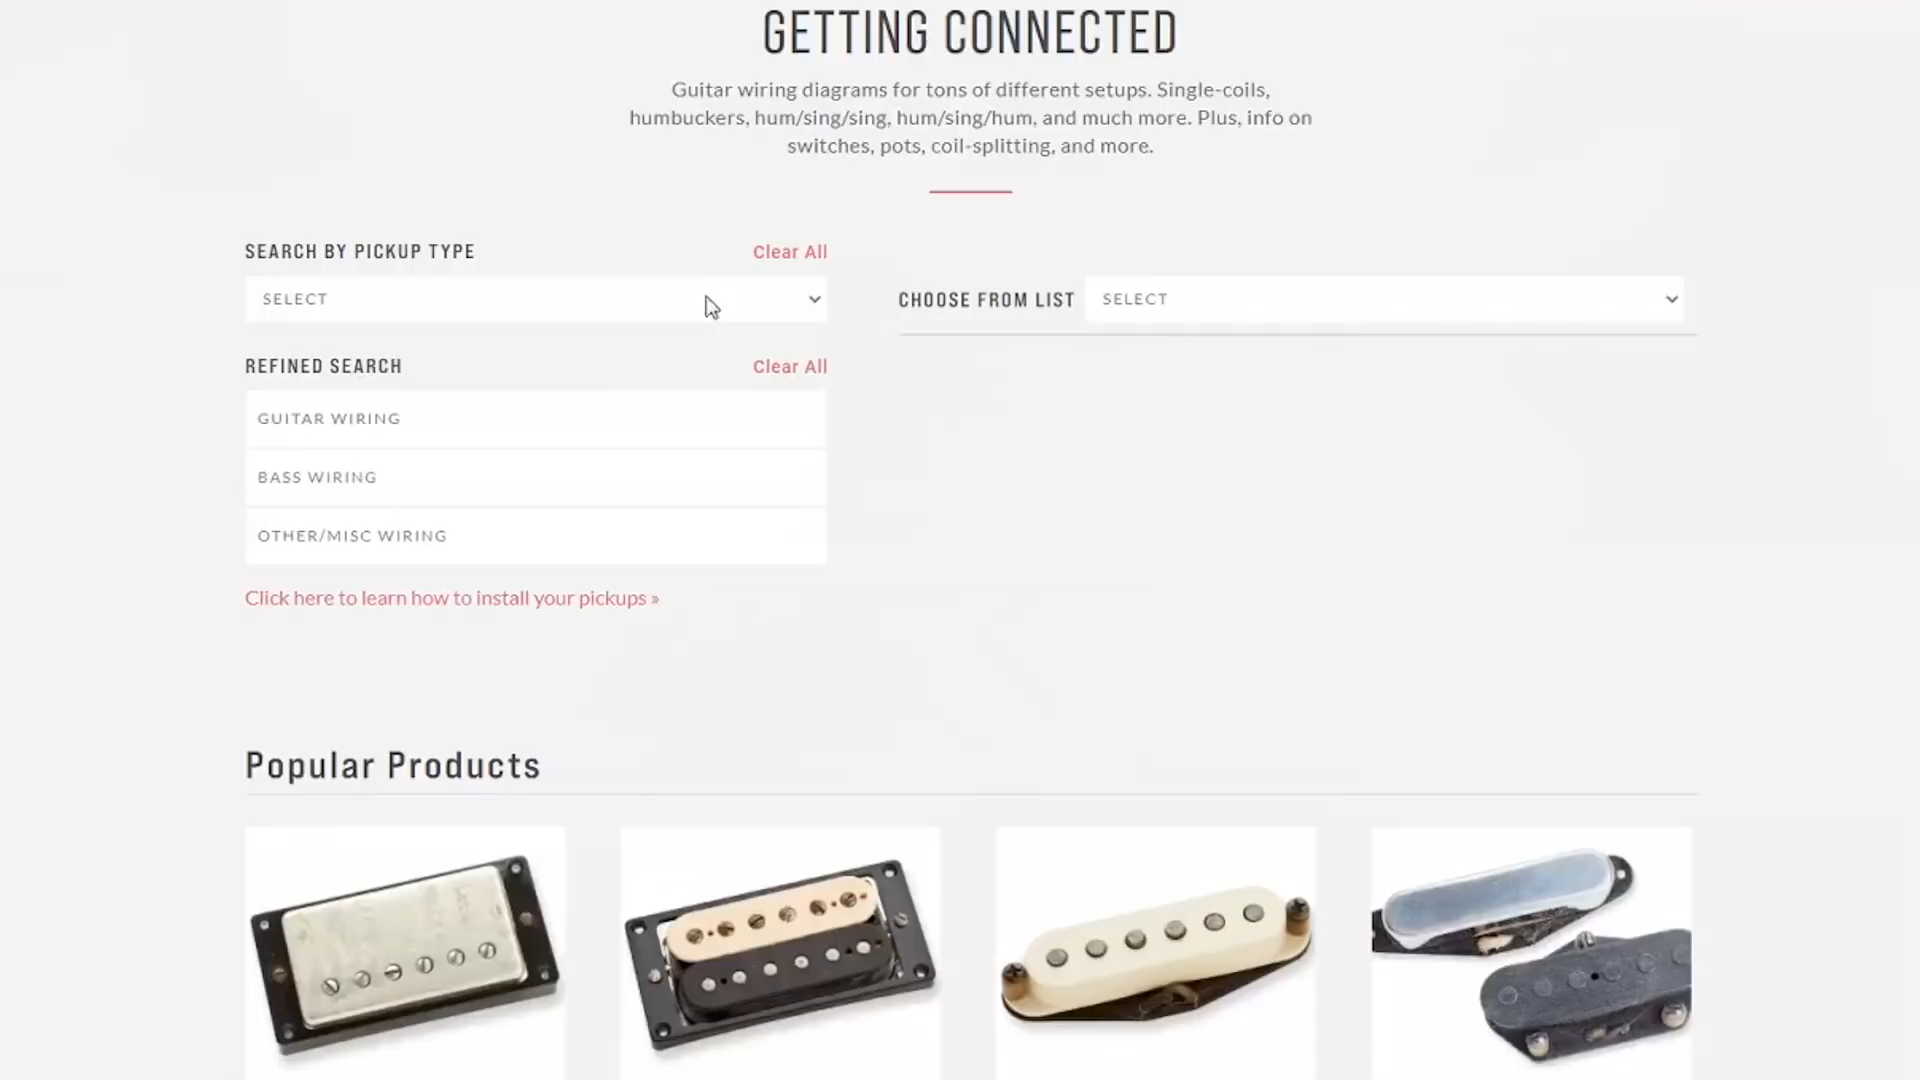 GETTING CONNECTED
Guitar wiring diagrams for tons of different setups. Single-coils,
humbuckers, hum/sing/sing, hum/sing/hum, and much more. Plus, info on
switches, pots, coil-splitting, and more.
SEARCH BY PICKUP TYPE
Clear All
SELECT
CHOOSE FROM LIST
SELECT
REFINED SEARCH
Clear All
GUITAR WIRING
BASS WIRING
OTHER/MISC WIRING
Click here to learn how to install your pickups »
Popular Products